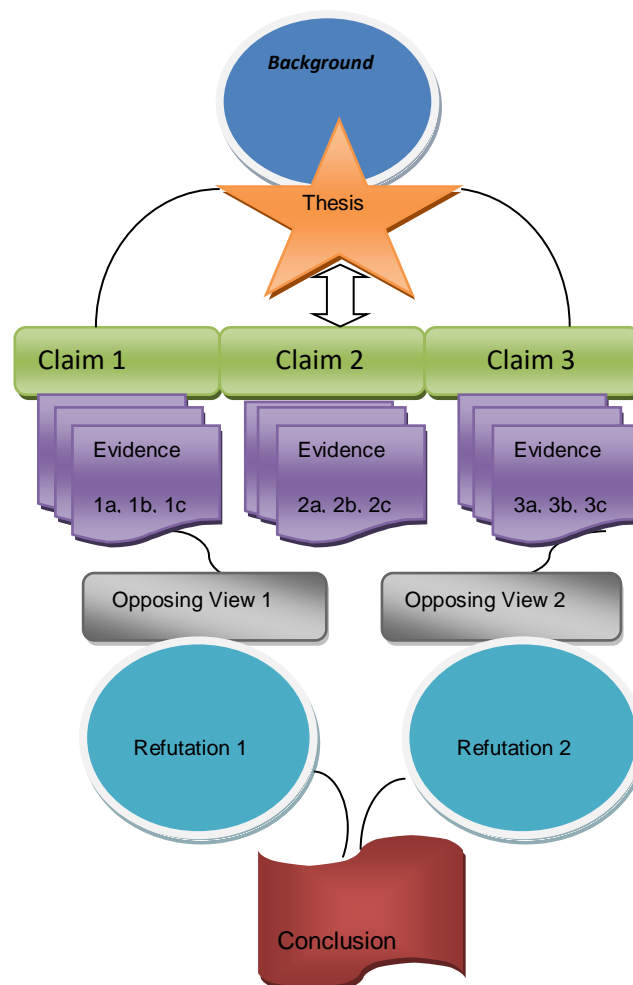 Background
Thesis
Claim 1
Claim 2
Claim 3
Evidence
1a, 1b, 1c
Evidence
2a, 2b, 2c
Evidence
3a, 3b, 3c
Opposing View 1
Opposing View 2
Refutation 1
Refutation 2
Conclusion